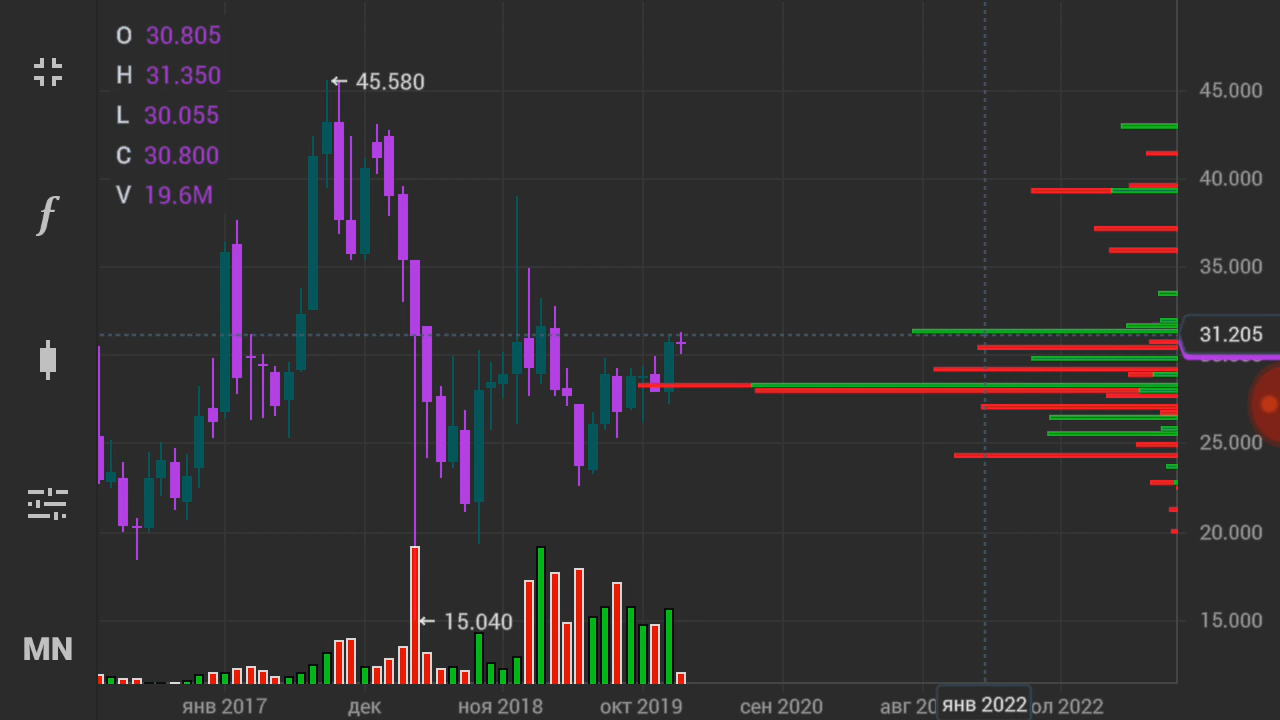 O 30.805
H 31.350
L 30.055
C 30.800
V 19.6M
← 45.580
← 15.040
45.000
40.000
35.000
31.205
25.000
20.000
15.000
f
MN
янв 2017
дек
ноя 2018
окт 2019
сен 2020
авг 20
янв 2022
ол 2022